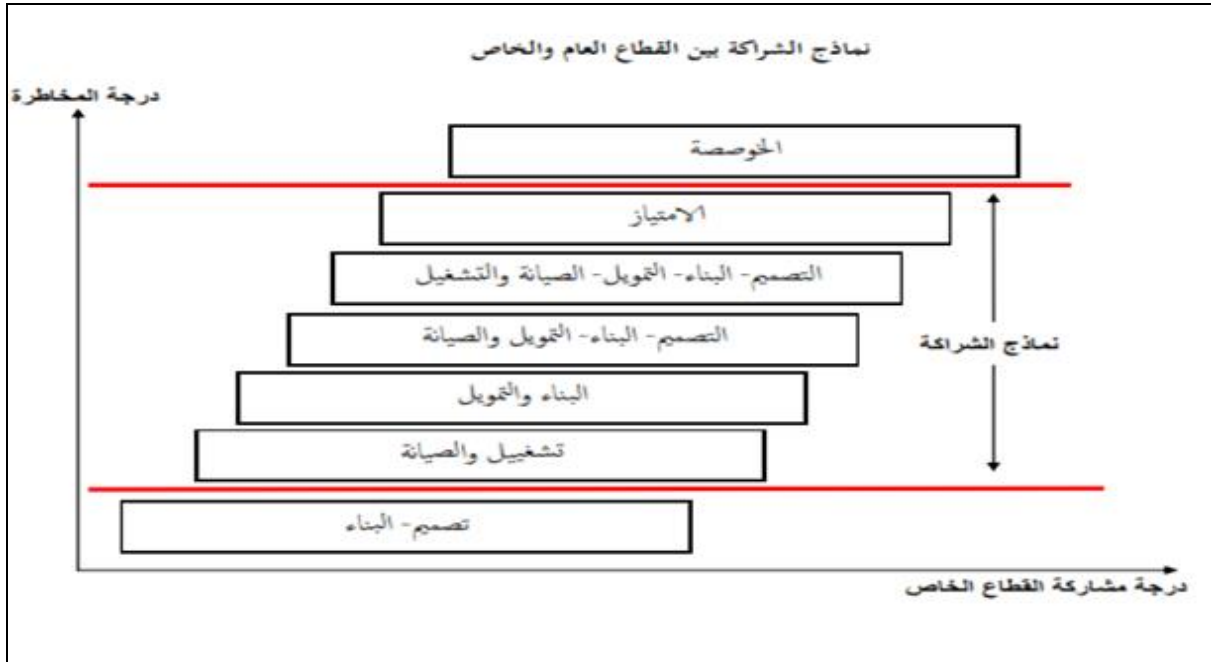 نماذج الشراكة بين القطاع العام والخاص
درجة المخاطرة
الخوصصة
الامتياز
التصميم- البناء- التمويل- الصيانة والتشغيل
التصميم- البناء- التمويل والصيانة
نماذج الشراكة
البناء والتمويل
تشغييل والصيانة
تصميم- البناء
درجة مشاركة القطاع الخاص